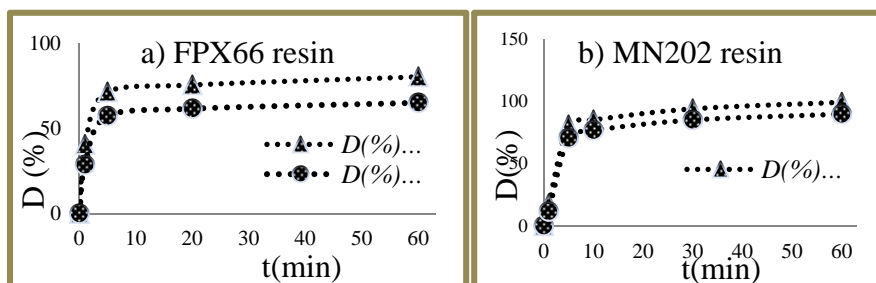 a) FPX66 resin
100
50
0
D (%)
D(%)...
D(%)...
0 10 20 30 40 50 60
t(min)
b) MN202 resin
150
100
50
0
D(%)
D(%)...
0 10 20 30 40 50 60
t(min)